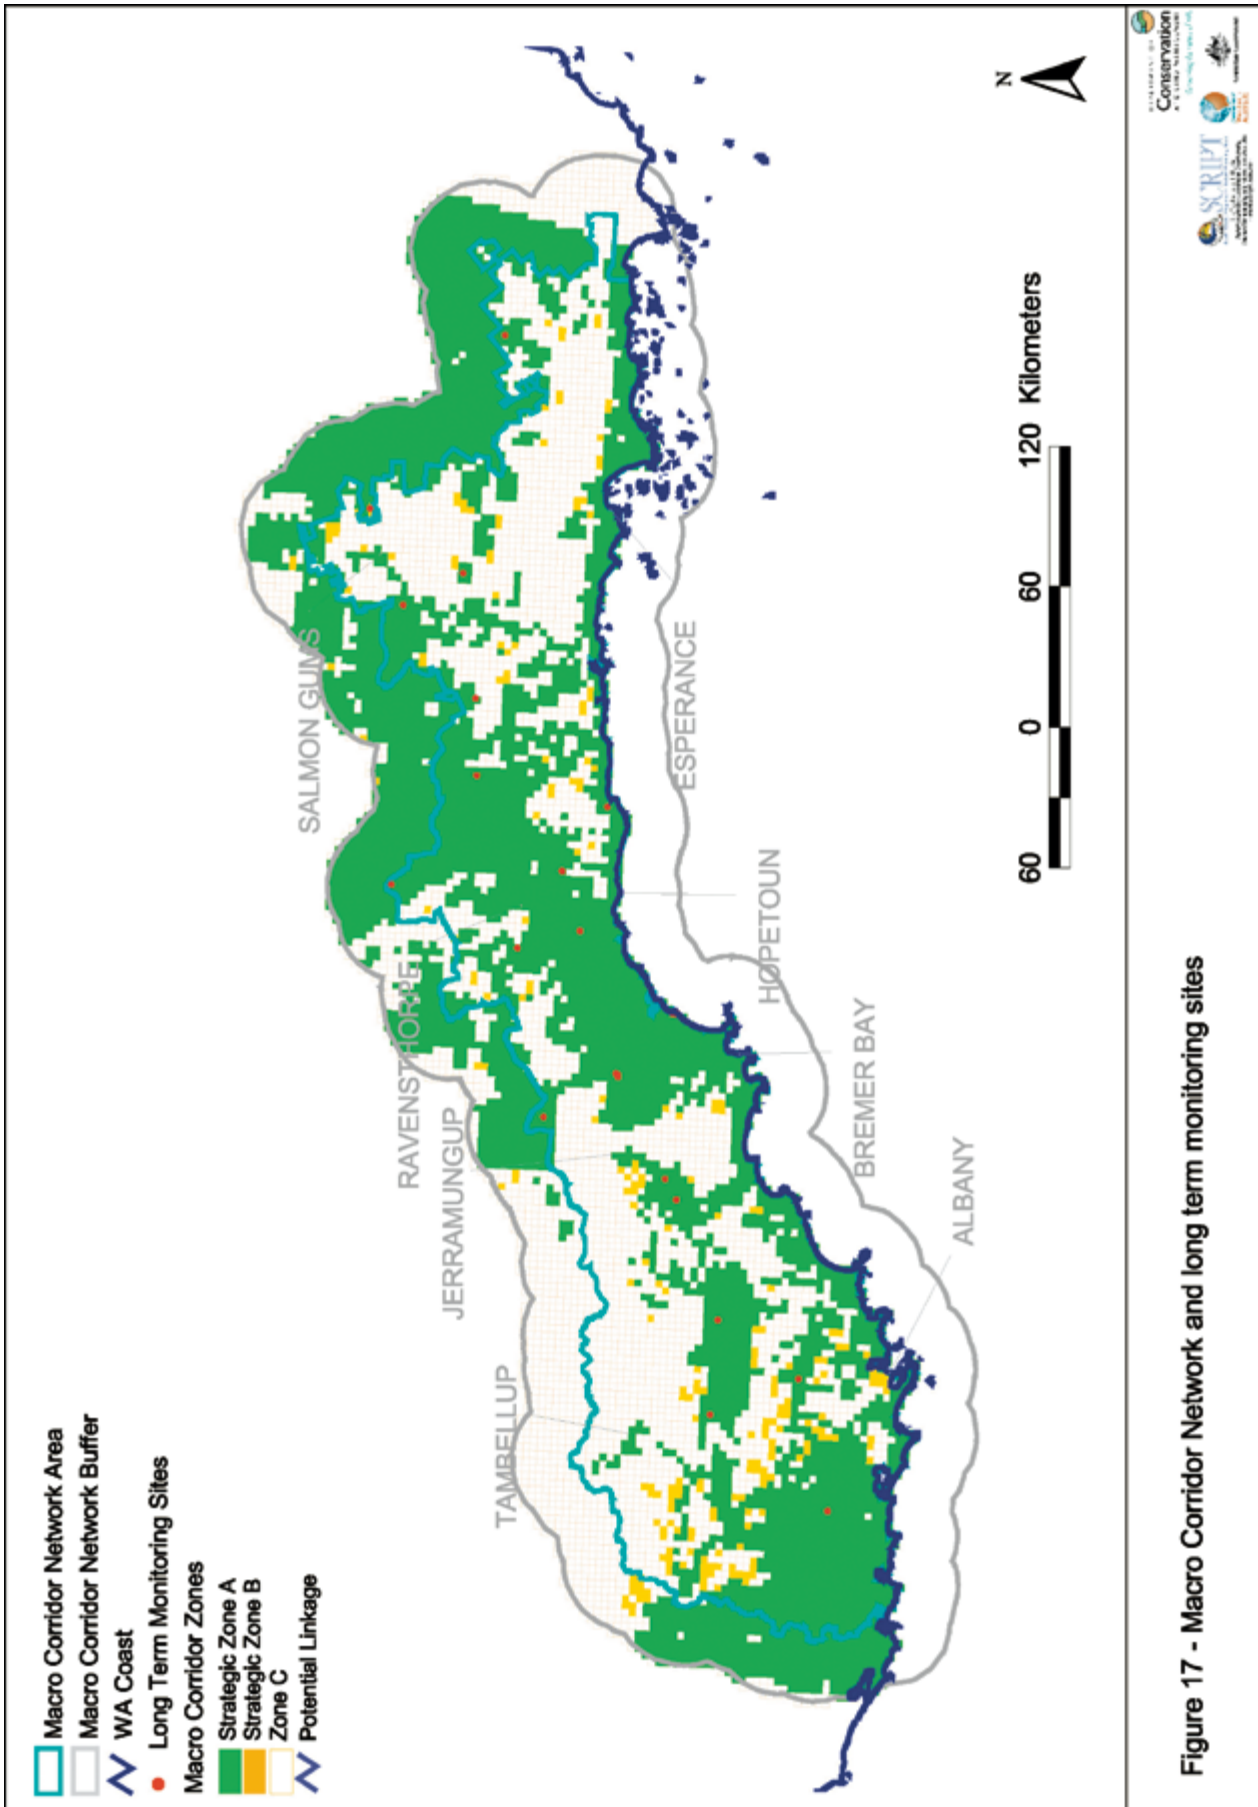 Macro Corridor Network Area
Macro Corridor Network Buffer
WA Coast
Long Term Monitoring Sites
Macro Corridor Zones
Strategic Zone A
Strategic Zone B
Zone C
Potential Linkage
TAMBELLUP
JERRAMUNGUP
RAVENSTHORPE
SALMON GUMS
ALBANY
BREMER BAY
HOPETOUN
ESPERANCE
N
60 0 60 120 Kilometers
Figure 17 - Macro Corridor Network and long term monitoring sites
SCRIPT
Conservation